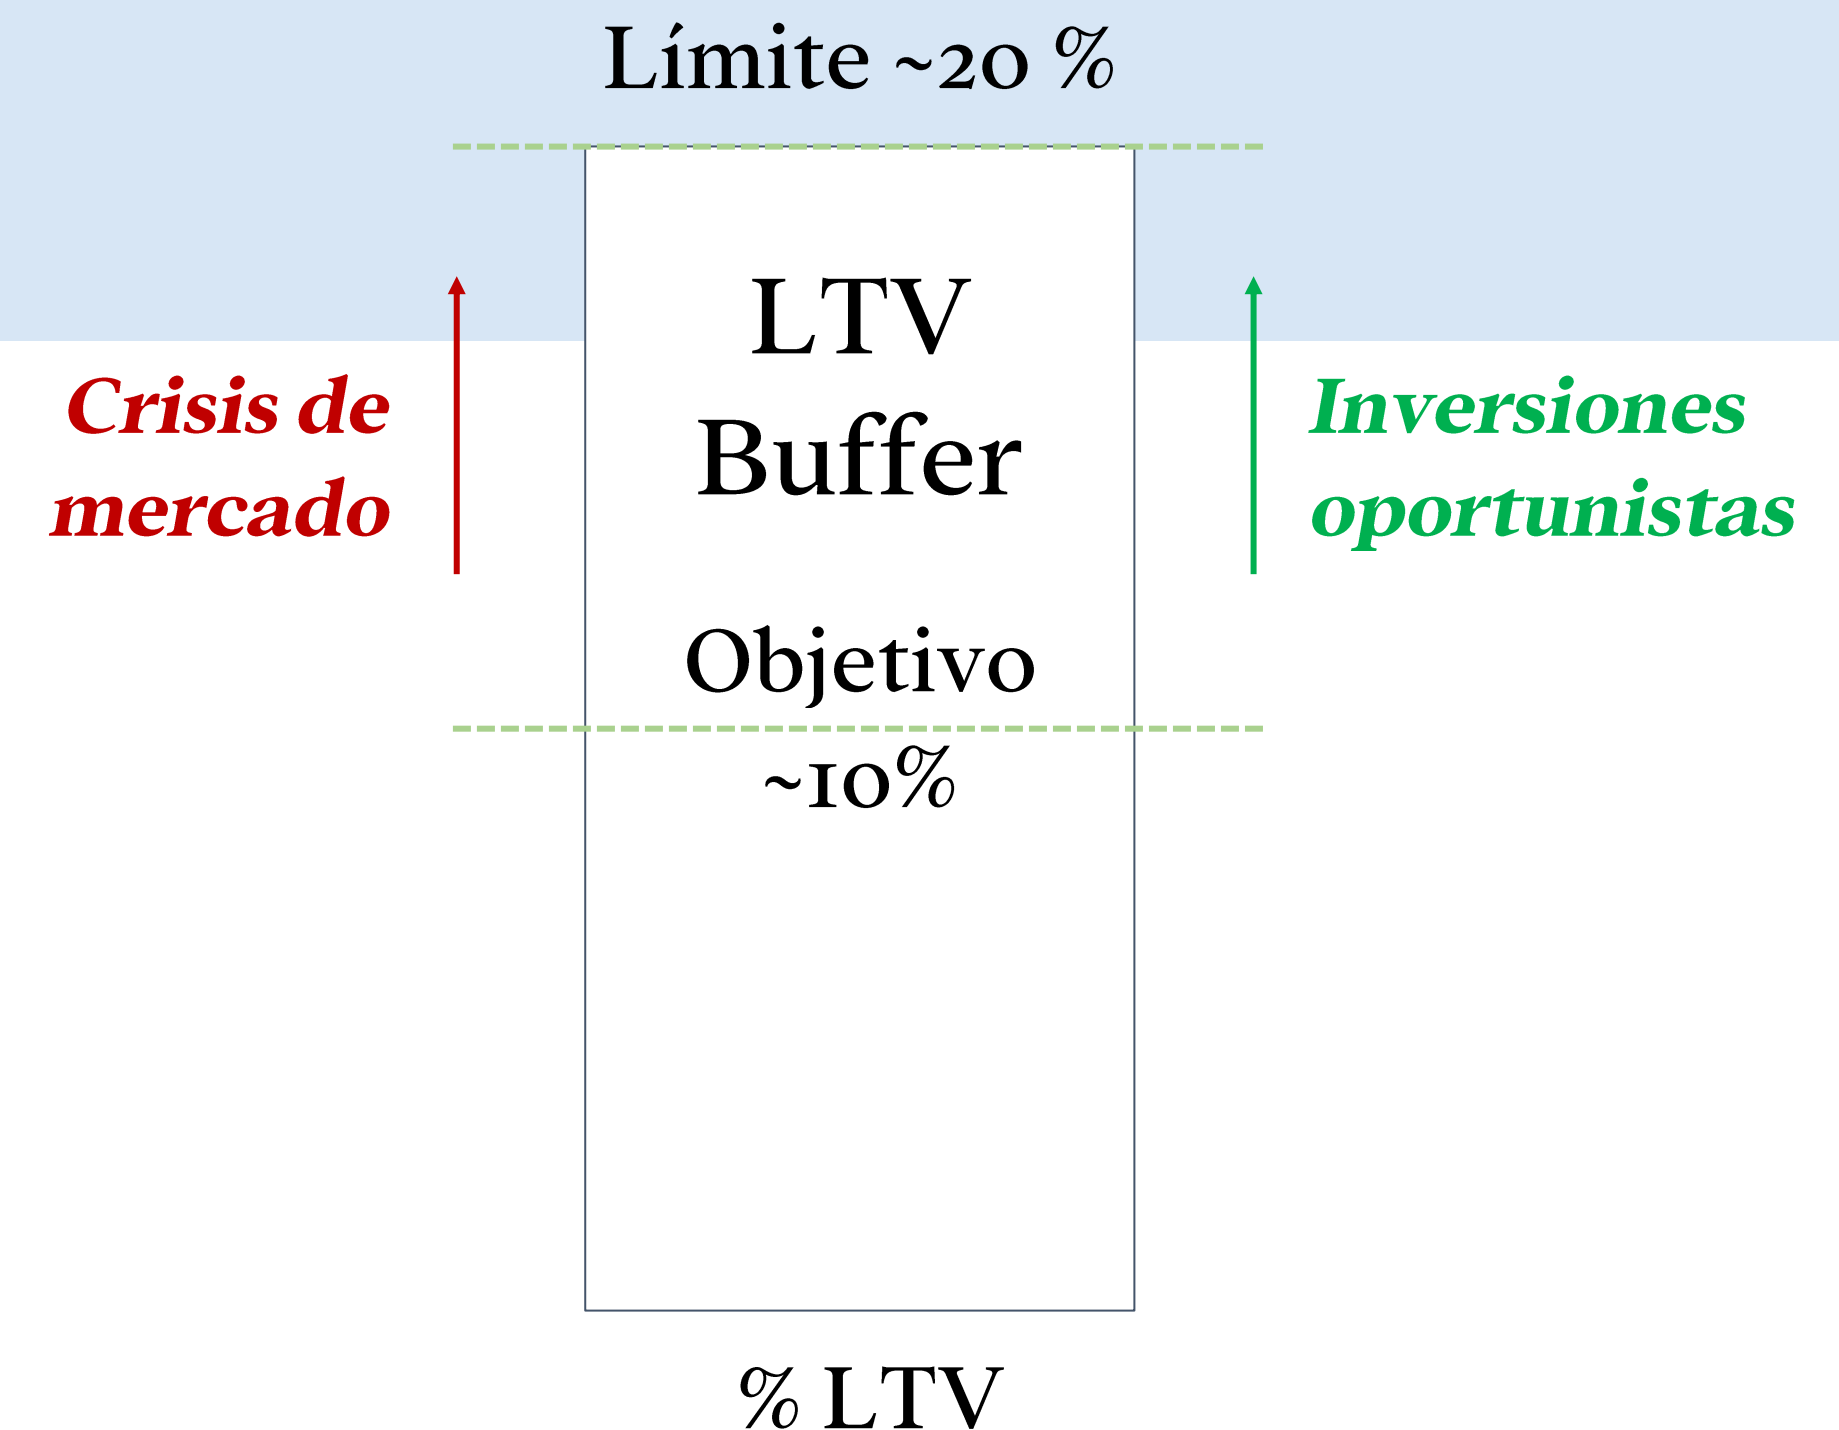 Límite ~20 %
LTV
Buffer
Crisis de
mercado
Inversiones
oportunistas
Objetivo
~10%
% LTV